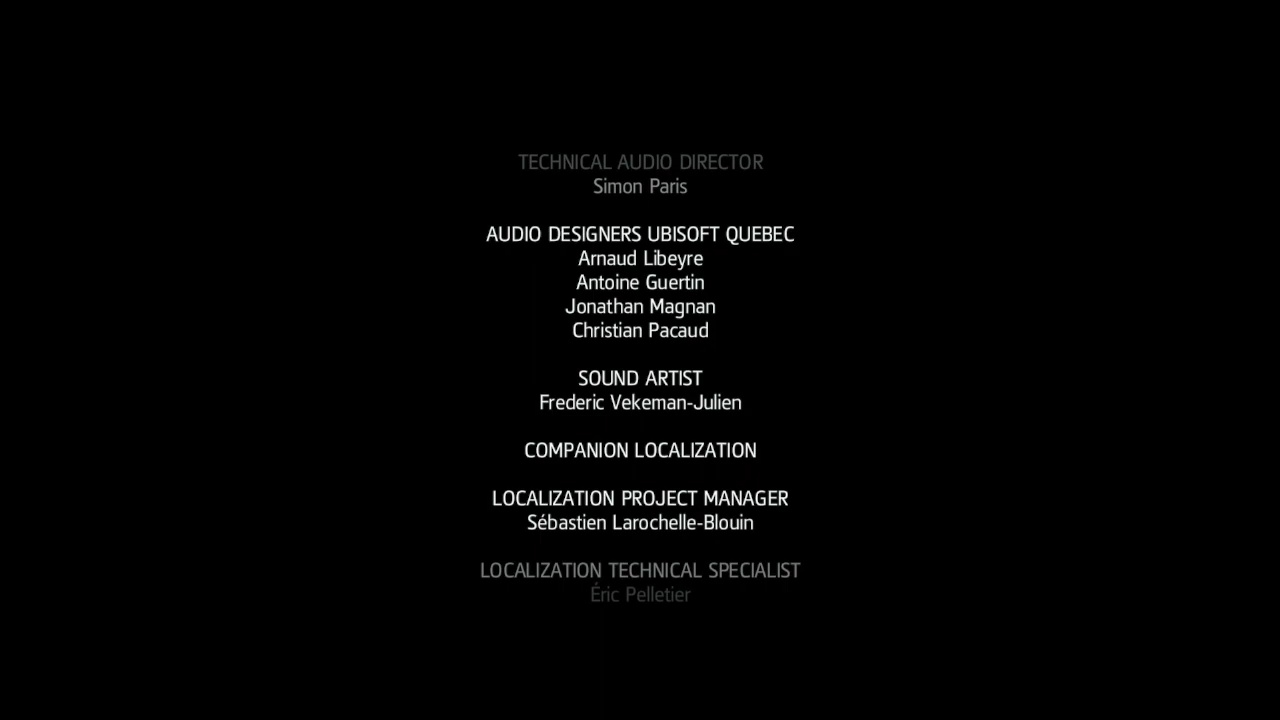 TECHNICAL AUDIO DIRECTOR
Simon Paris
AUDIO DESIGNERS UBISOFT QUEBEC
Arnaud Libeyre
Antoine Guertin
Jonathan Magnan
Christian Pacaud
SOUND ARTIST
Frederic Vekeman-Julien
COMPANION LOCALIZATION
LOCALIZATION PROJECT MANAGER
Sébastien Larochelle-Blouin
LOCALIZATION TECHNICAL SPECIALIST
Éric Pelletier